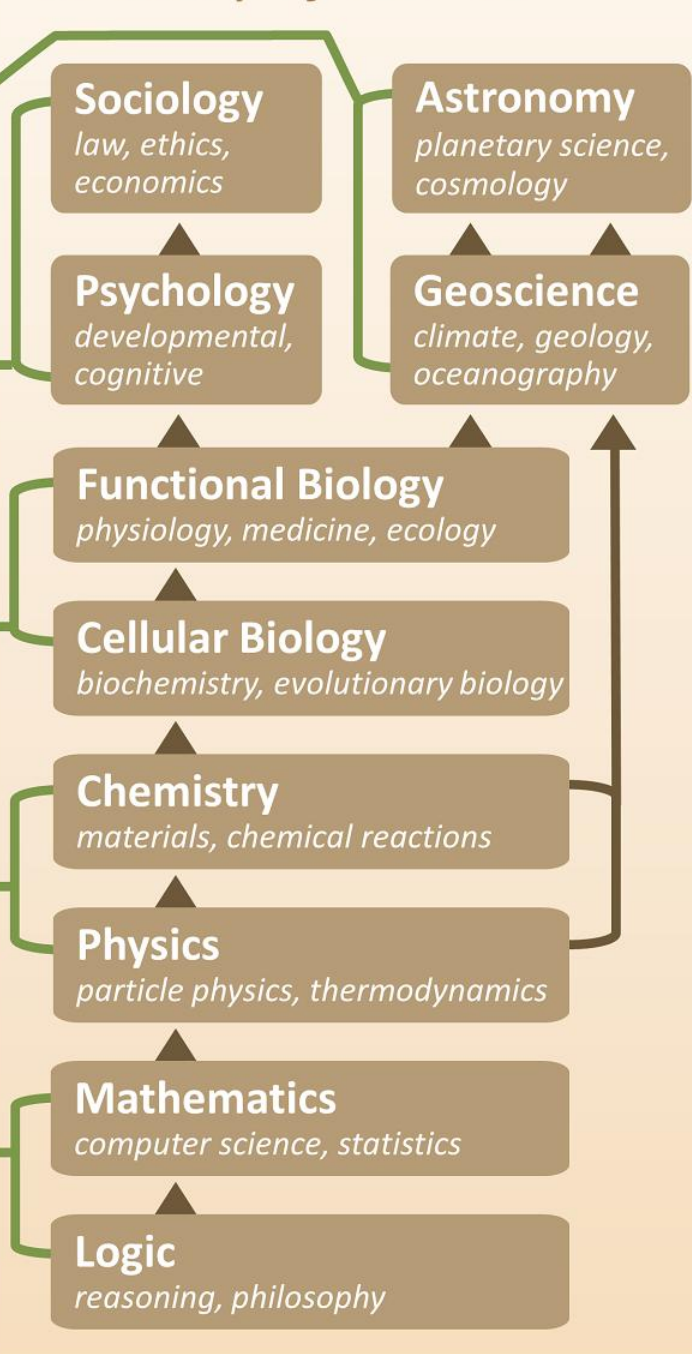 Sociology
law, ethics,
economics
Astronomy
planetary science,
cosmology
Psychology
developmental,
cognitive
Geoscience
climate, geology,
oceanography
Functional Biology
physiology, medicine, ecology
Cellular Biology
biochemistry, evolutionary biology
Chemistry
materials, chemical reactions
Physics
particle physics, thermodynamics
Mathematics
computer science, statistics
Logic
reasoning, philosophy